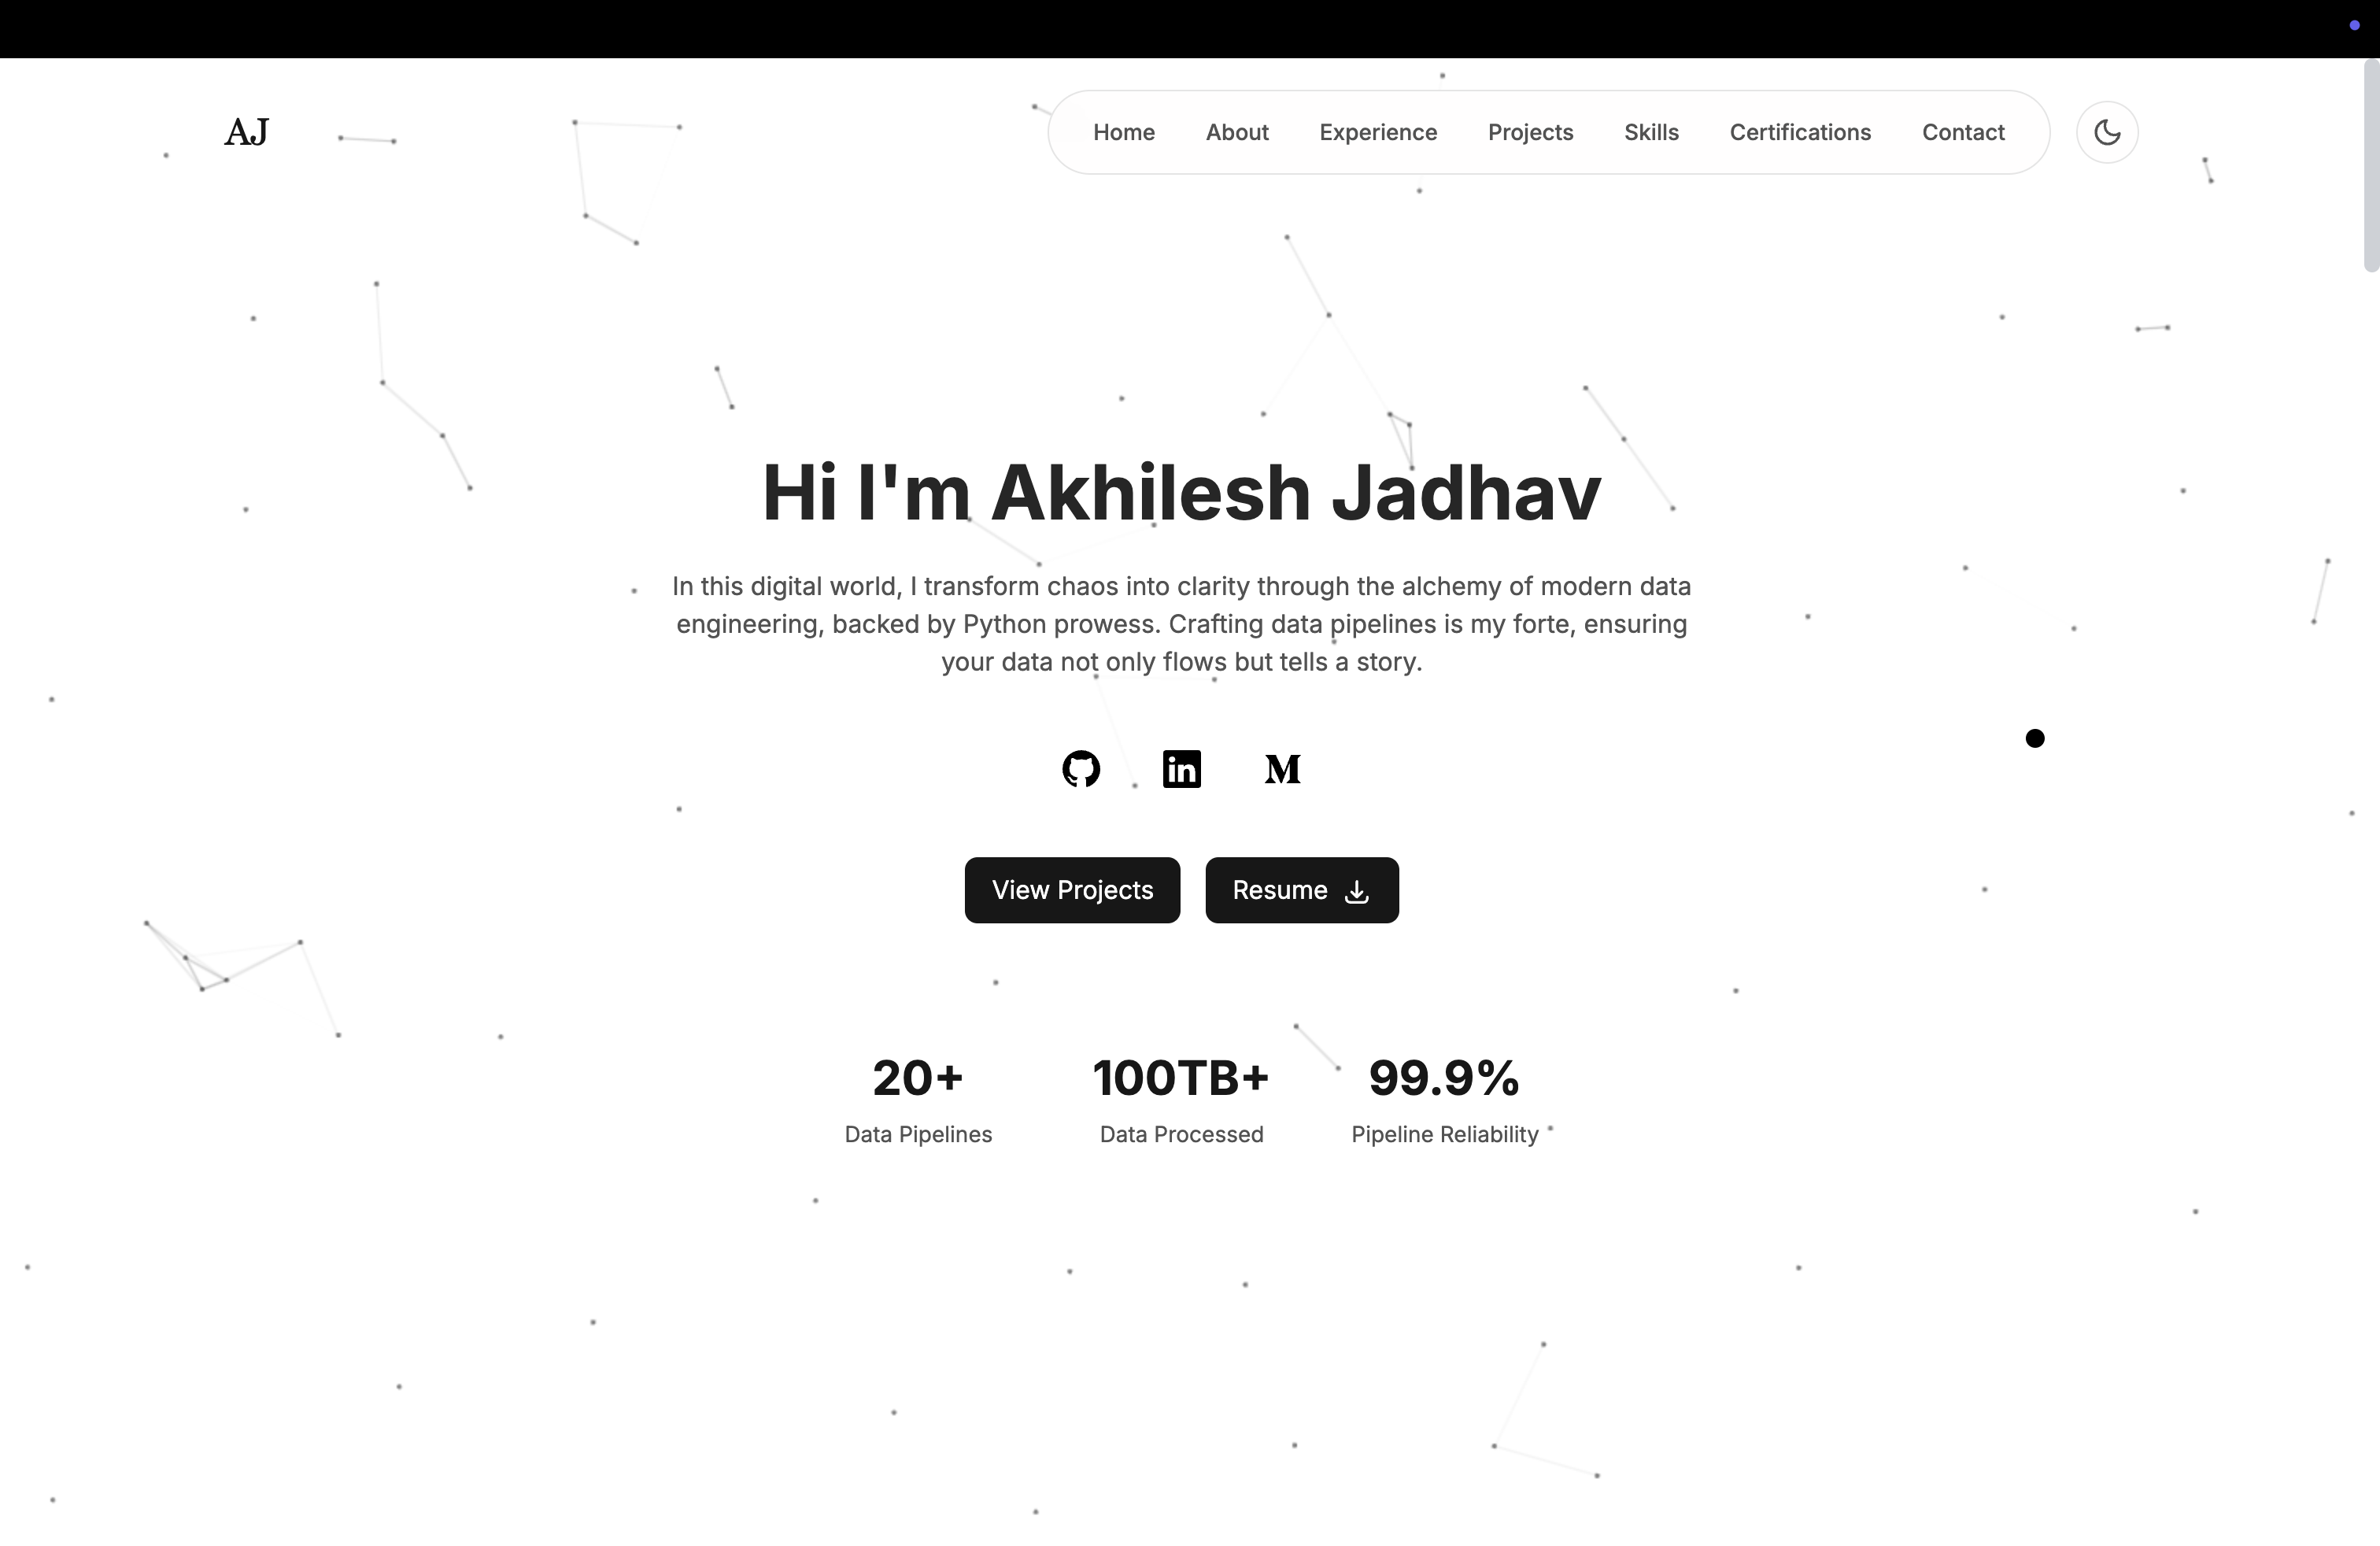 AJ
Home About Experience Projects Skills Certifications Contact
Hi I'm Akhilesh Jadhav
In this digital world, I transform chaos into clarity through the alchemy of modern data
engineering, backed by Python prowess. Crafting data pipelines is my forte, ensuring
your data not only flows but tells a story.
in M
View Projects Resume
20+ 100TB+ 99.9%
Data Pipelines Data Processed Pipeline Reliability